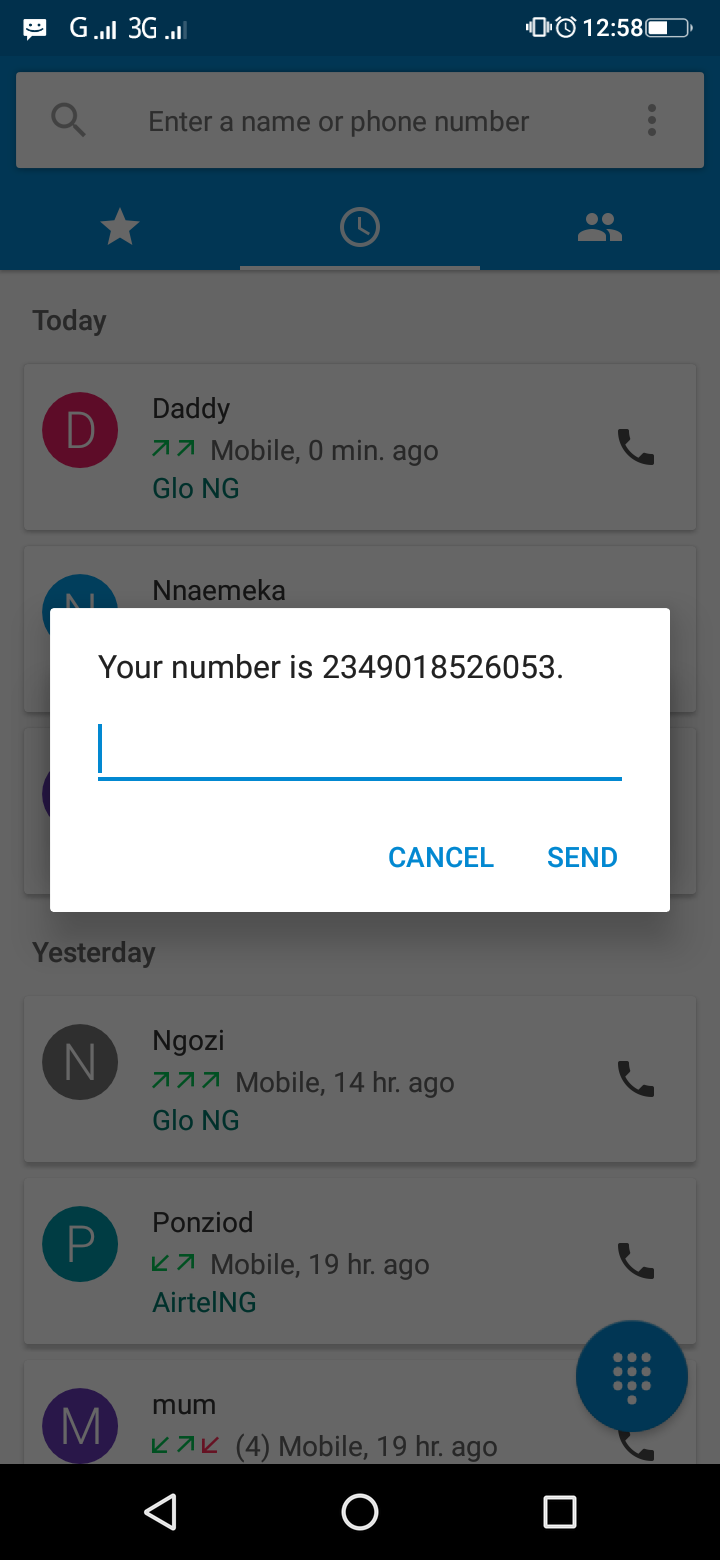 G 3G 12:58
Enter a name or phone number
Today
D
Daddy
Mobile, 0 min. ago
Glo NG
N
Nnaemeka
Your number is 2349018526053.
CANCEL SEND
Yesterday
N
Ngozi
Mobile, 14 hr. ago
Glo NG
P
Ponziod
Mobile, 19 hr. ago
AirtelNG
M
mum
(4) Mobile, 19 hr. ago